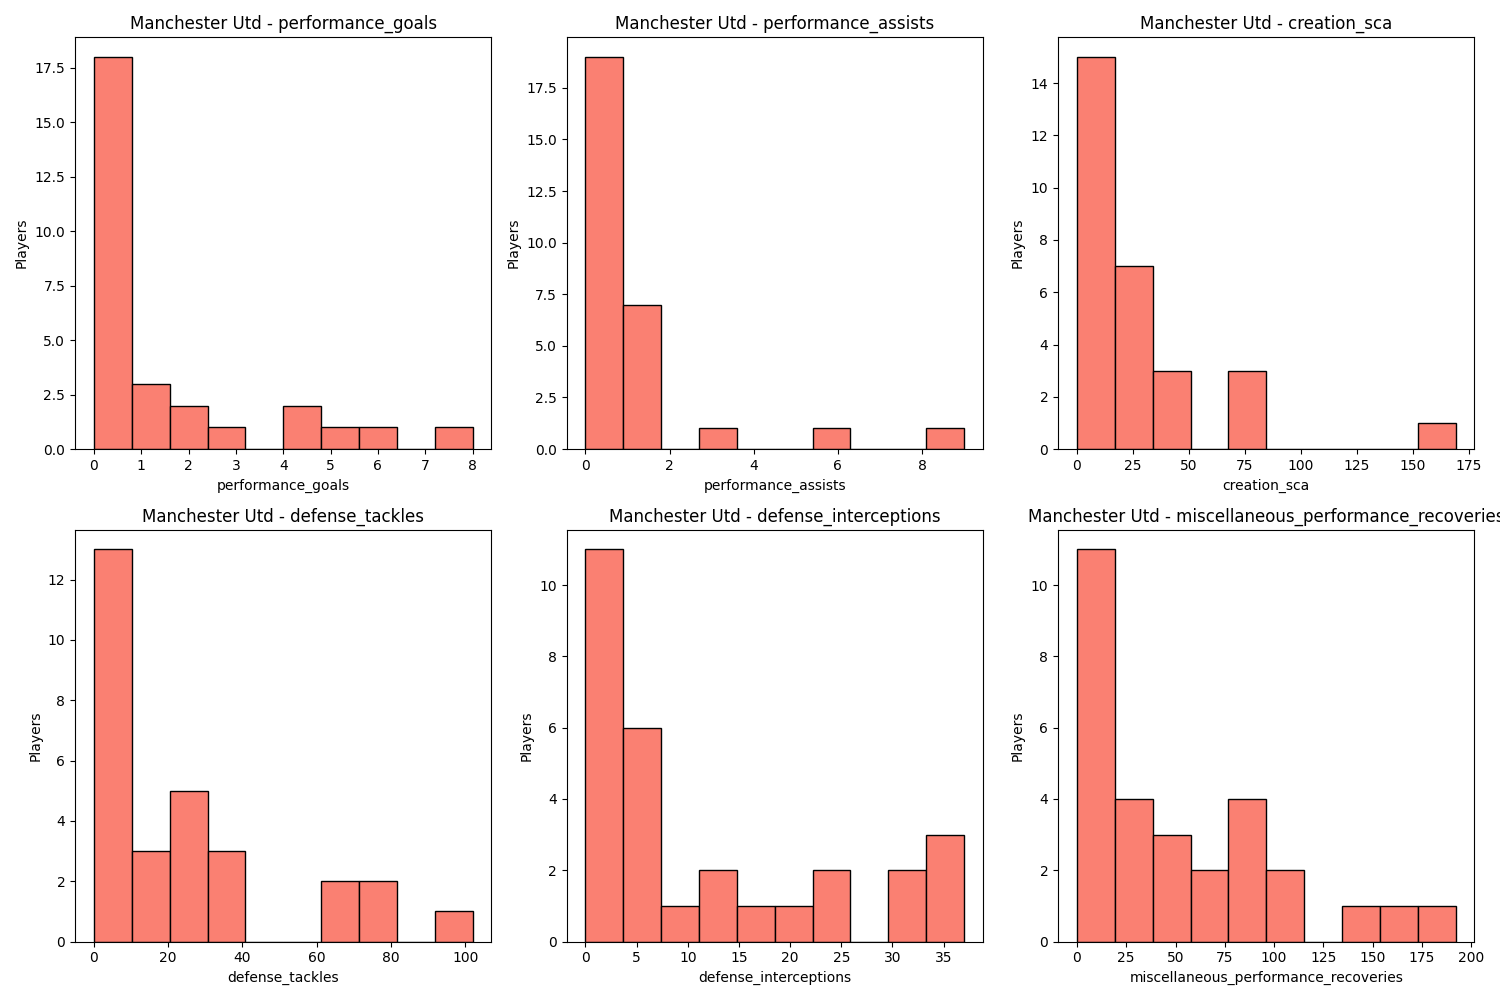 Manchester Utd - performance_goals
17.5
15.0
12.5
10.0
7.5
5.0
2.5
0.0
Players
0 1 2 3 4 5 6 7 8
performance_goals
Manchester Utd - performance_assists
17.5
15.0
12.5
10.0
7.5
5.0
2.5
0.0
Players
0 2 4 6 8
performance_assists
Manchester Utd - creation_sca
14
12
10
8
6
4
2
0
Players
0 25 50 75 100 125 150 175
creation_sca
Manchester Utd - defense_tackles
12
10
8
6
4
2
0
Players
0 20 40 60 80 100
defense_tackles
Manchester Utd - defense_interceptions
10
8
6
4
2
0
Players
0 5 10 15 20 25 30 35
defense_interceptions
Manchester Utd - miscellaneous_performance_recoveries
10
8
6
4
2
0
Players
0 25 50 75 100 125 150 175 200
miscellaneous_performance_recoveries